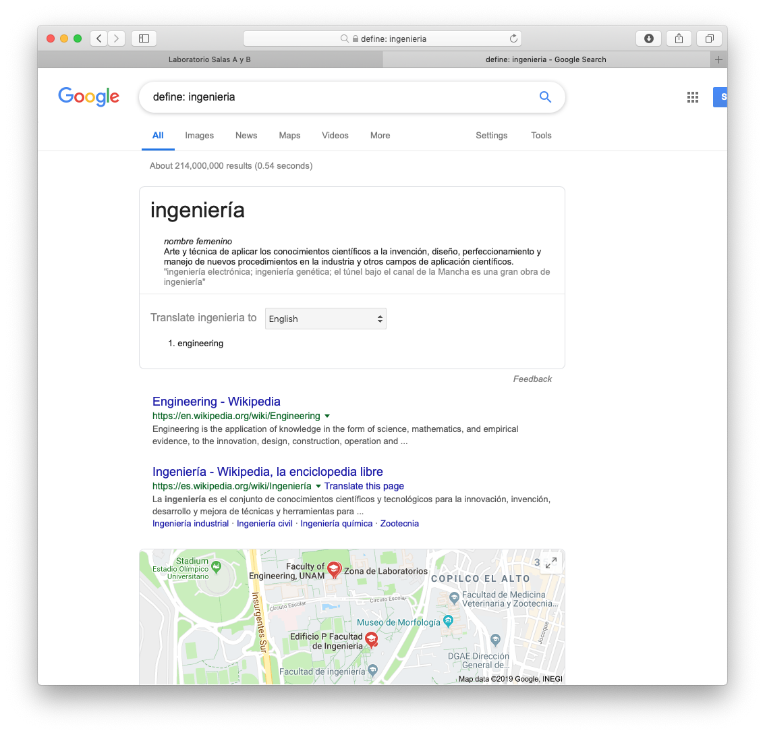 define: ingenieria
Laboratorio Salas A y B
define: ingenieria - Google Search
Google
define: ingenieria
All Images News Maps Videos More Settings Tools
About 214,000,000 results (0.54 seconds)
ingeniería
nombre femenino
Arte y técnica de aplicar los conocimientos científicos a la invención, diseño, perfeccionamiento y
manejo de nuevos procedimientos en la industria y otros campos de aplicación científicos.
"ingeniería electrónica; ingeniería genética; el túnel bajo el canal de la Mancha es una gran obra de
ingeniería"
Translate ingenieria to English
1. engineering
Feedback
Engineering - Wikipedia
https://en.wikipedia.org/wiki/Engineering
Engineering is the application of knowledge in the form of science, mathematics, and empirical
evidence, to the innovation, design, construction, operation and ...
Ingeniería - Wikipedia, la enciclopedia libre
https://es.wikipedia.org/wiki/Ingeniería Translate this page
La ingeniería es el conjunto de conocimientos científicos y tecnológicos para la innovación, invención,
desarrollo y mejora de técnicas y herramientas para ...
Ingeniería industrial · Ingeniería civil · Ingeniería química · Zootecnia
Stadium
Estadio Olímpico
Universitario
Insurgentes Sur
Faculty of
Engineering, UNAM
Zona de Laboratorios
3
COPILCO EL ALTO
Circuito Escolar
Circuito Escolar
Facultad de Medicina
Veterinaria y Zootecnia...
Museo de Morfología
Edificio P Facultad
de Ingeniería
Facultad de ingeniería
DGAE Dirección
General de...
Map data ©2019 Google, INEGI